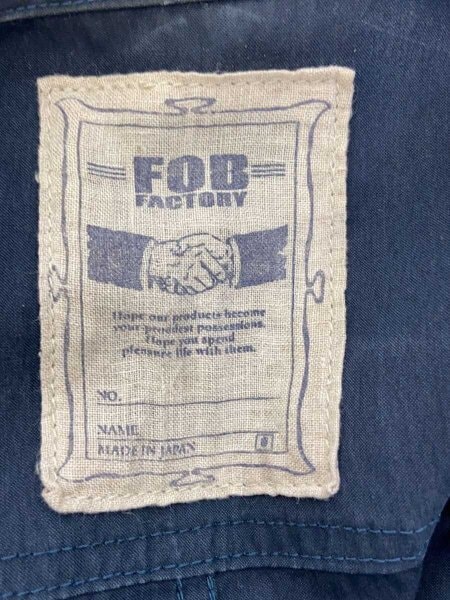 FOB
FACTORY
Hope our products become
your proudest possessions.
Hope you spend
pleasure life with them.
NO.
NAME
MADE IN JAPAN